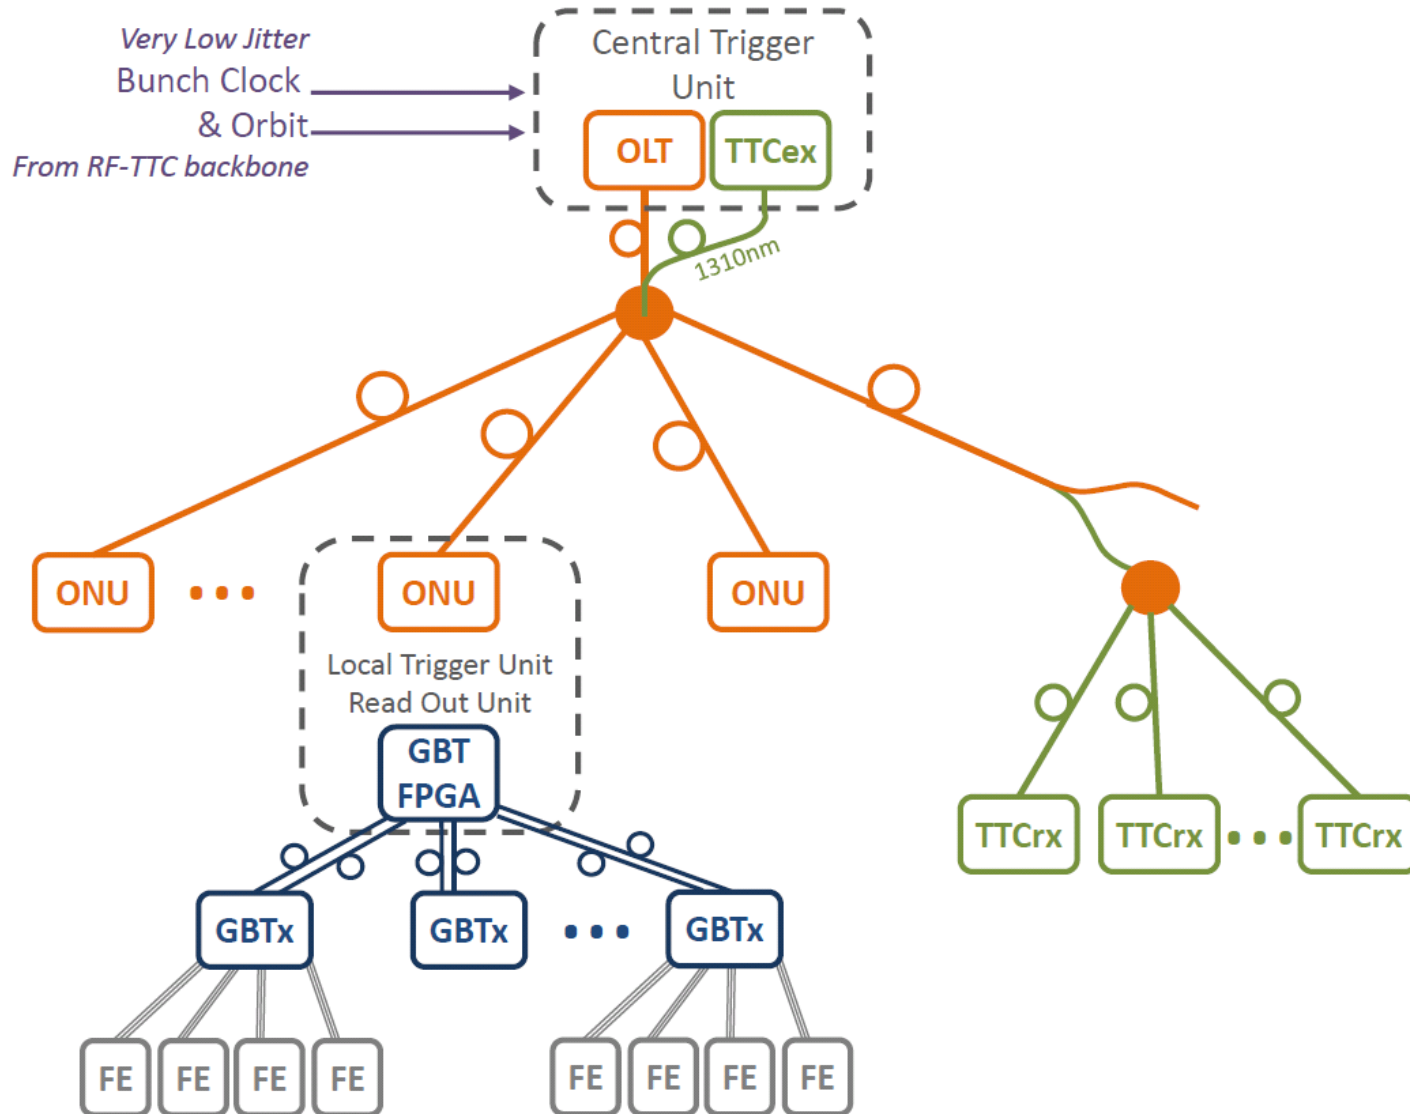 Very Low Jitter
Bunch Clock
& Orbit
From RF-TTC backbone
Central Trigger
Unit
OLT
TTCex
1310nm
ONU
...
ONU
ONU
Local Trigger Unit
Read Out Unit
GBT
FPGA
TTCrx
TTCrx
...
TTCrx
GBTx
GBTx
...
GBTx
FE
FE
FE
FE
FE
FE
FE
FE